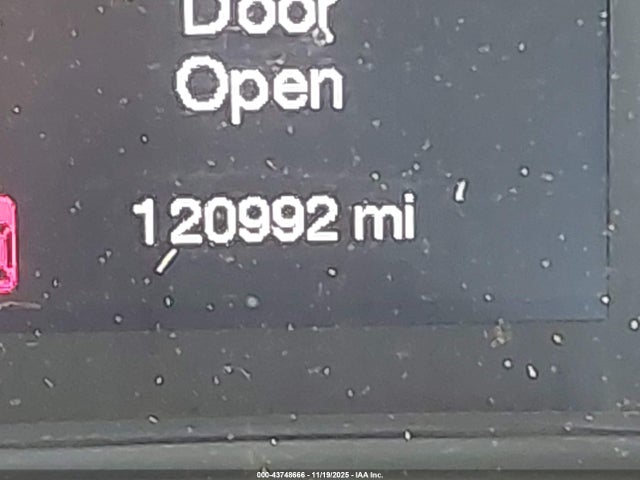 Door
Open
120992 mi
000-43748666 - 11/19/2025 - IAA Inc.